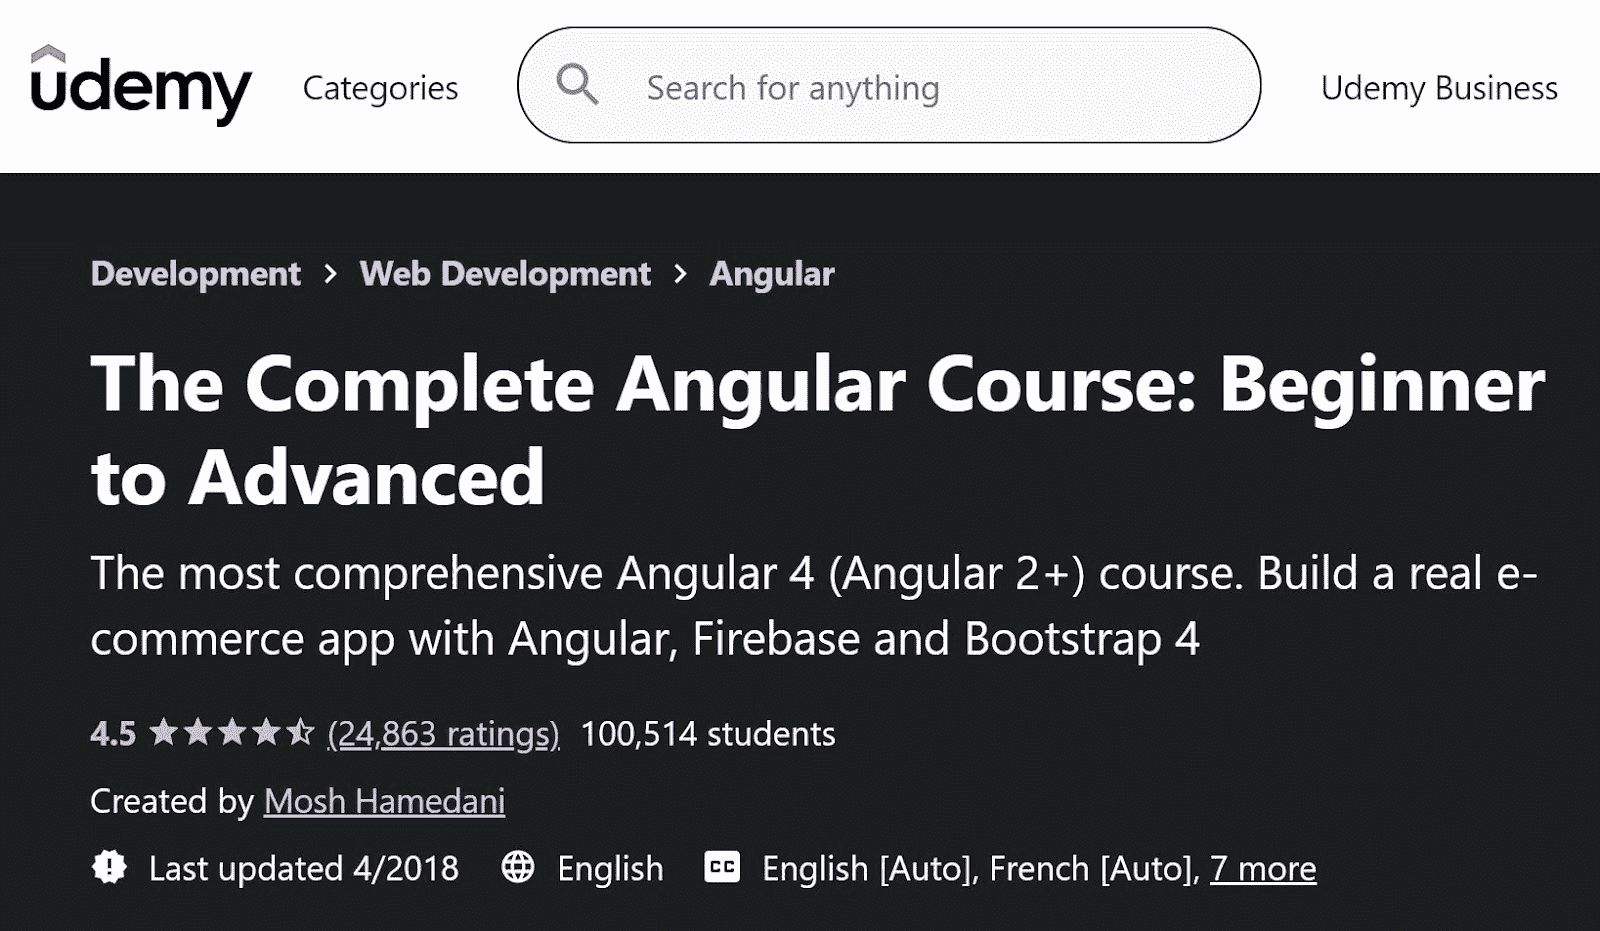 udemy Categories Search for anything Udemy Business
Development > Web Development > Angular
The Complete Angular Course: Beginner
to Advanced
The most comprehensive Angular 4 (Angular 2+) course. Build a real e-
commerce app with Angular, Firebase and Bootstrap 4
4.5 (24,863 ratings) 100,514 students
Created by Mosh Hamedani
Last updated 4/2018 English CC English [Auto], French [Auto], 7 more